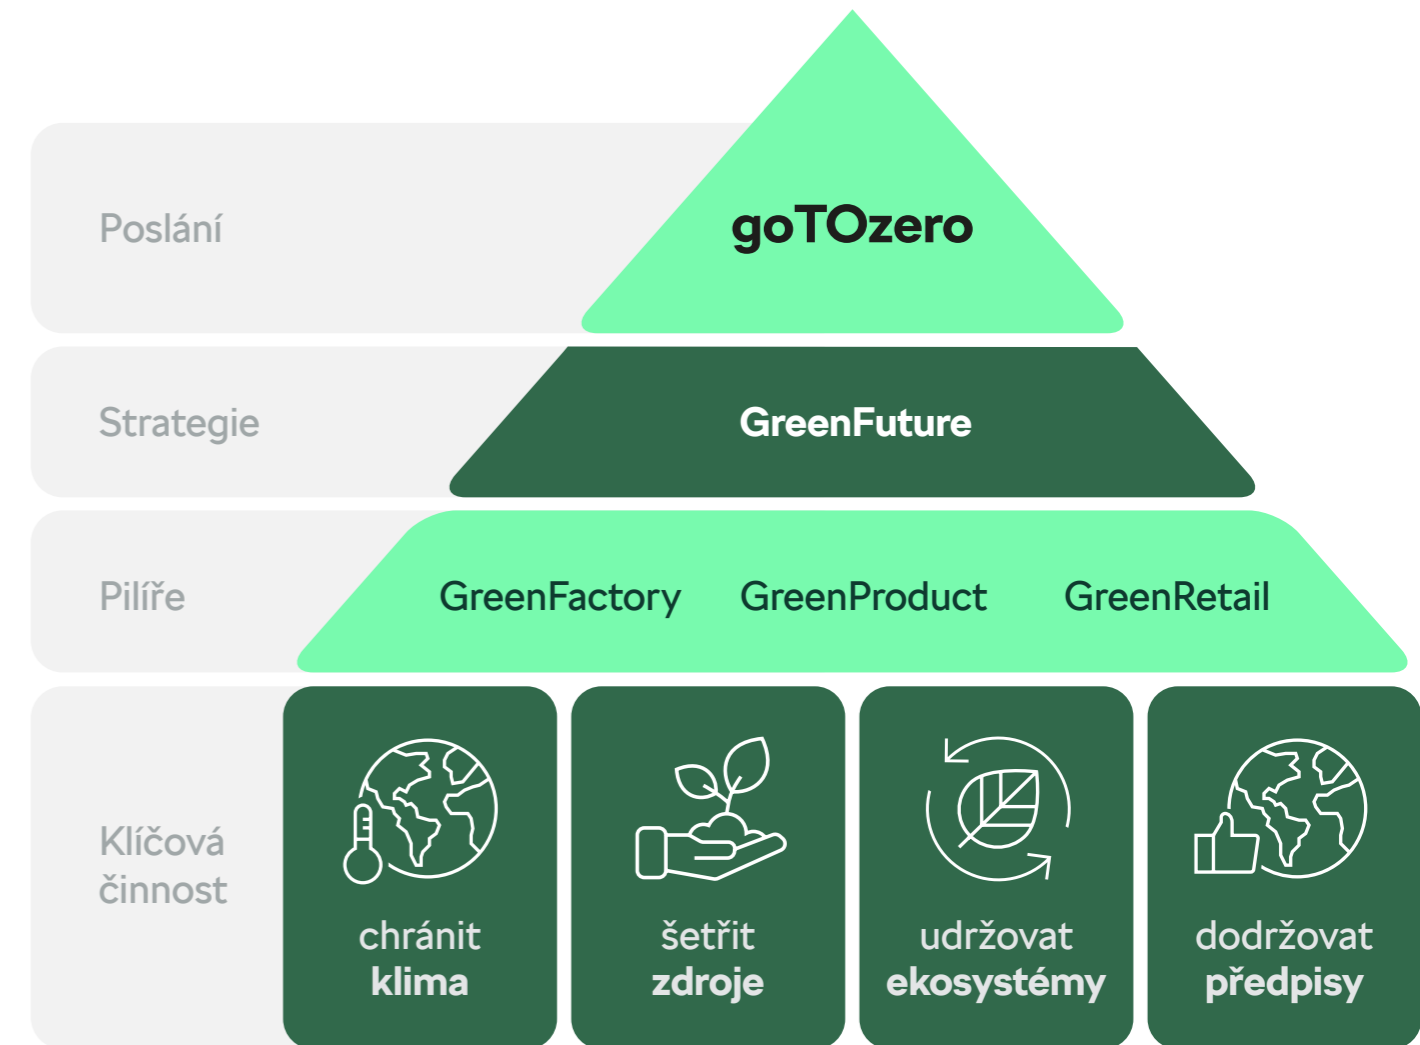 Poslání
goTOzero
Strategie
GreenFuture
Pilíře
GreenFactory
GreenProduct
GreenRetail
Klíčová
činnost
chránit
klima
šetřit
zdroje
udržovat
ekosystémy
dodržovat
předpisy